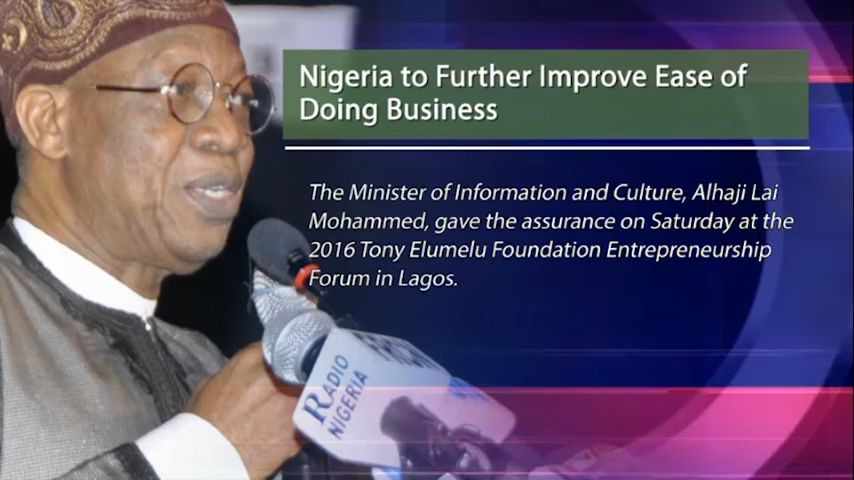 Nigeria to Further Improve Ease of
Doing Business
The Minister of Information and Culture, Alhaji Lai
Mohammed, gave the assurance on Saturday at the
2016 Tony Elumelu Foundation Entrepreneurship
Forum in Lagos.
RADIO
NIGERIA